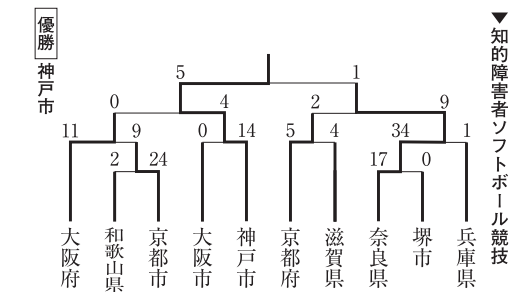 ▼知的障害者ソフトボール競技
優勝 神戸市
5 1
0 4 2 9
11 9 0 14 5 4 34 1
2 24 17 0
大阪府
和歌山県
京都市
大阪市
神戸市
京都府
滋賀県
奈良県
堺市
兵庫県